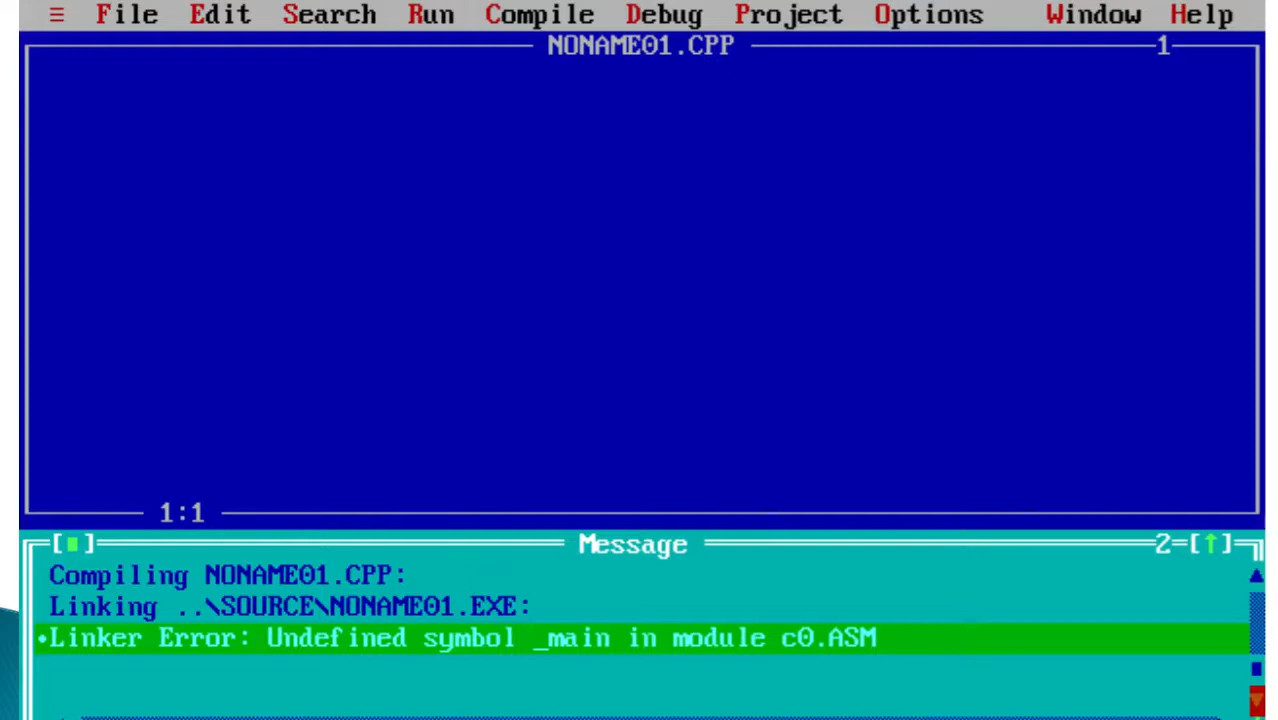 ≡ File Edit Search Run Compile Debug Project Options Window Help
NONAME01.CPP 1
1:1
[■] Message 2=[↑]
Compiling NONAME01.CPP:
Linking ..\SOURCE\NONAME01.EXE:
•Linker Error: Undefined symbol _main in module c0.ASM